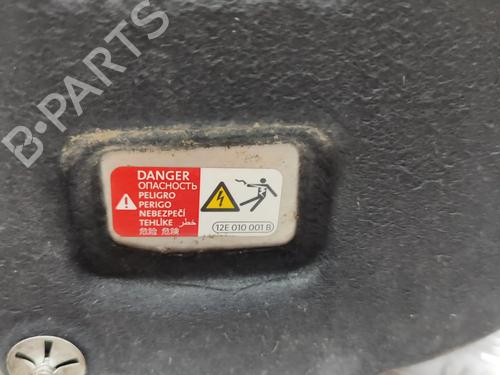 B-PARTS
DANGER
ОПАСНОСТЬ
PELIGRO
PERIGO
NEBEZPEČÍ
TEHLİKE خطر
危险 危険
12E 010 001 B